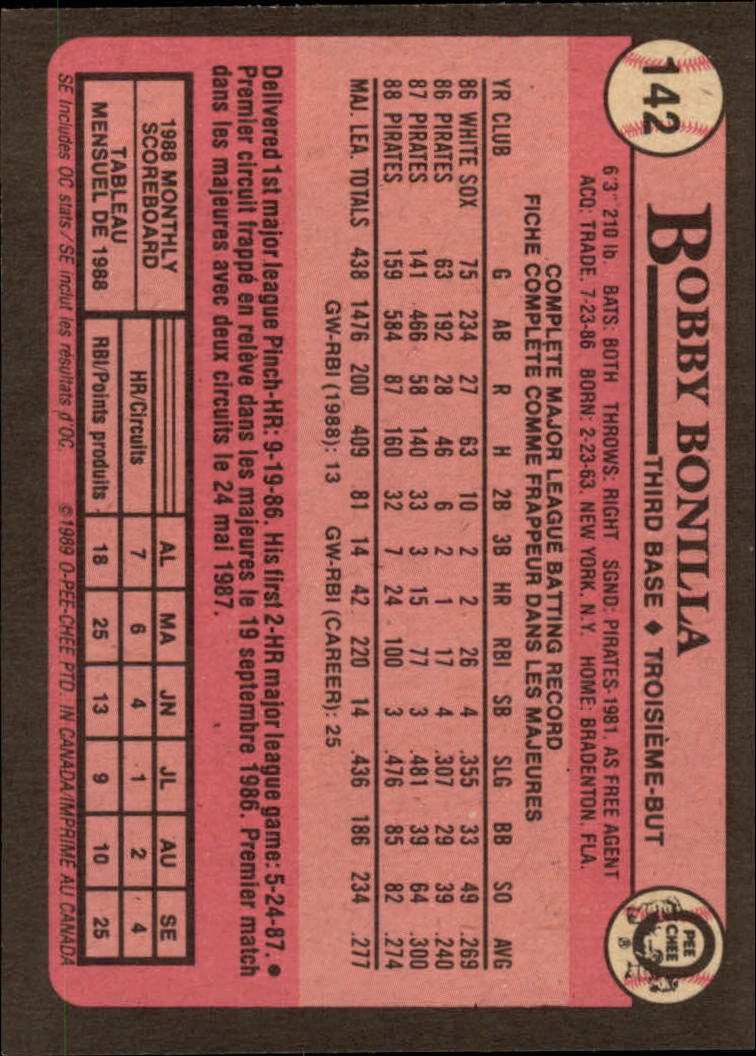 142
BOBBY BONILLA
THIRD BASE ♦ TROISIÈME-BUT
O PEE CHEE ®
6'3" 210 lb. BATS: BOTH THROWS: RIGHT SGND: PIRATES-1981, AS FREE AGENT
ACQ: TRADE, 7-23-86 BORN: 2-23-63, NEW YORK, N.Y. HOME: BRADENTON, FLA.
COMPLETE MAJOR LEAGUE BATTING RECORD
FICHE COMPLÈTE COMME FRAPPEUR DANS LES MAJEURES
YR CLUB G AB R H 2B 3B HR RBI SB SLG BB SO AVG
86 WHITE SOX 75 234 27 63 10 2 2 26 4 .355 33 49 .269
86 PIRATES 63 192 28 46 6 2 1 17 4 .307 29 39 .240
87 PIRATES 141 466 58 140 33 3 15 77 3 .481 39 64 .300
88 PIRATES 159 584 87 160 32 7 24 100 3 .476 85 82 .274
MAJ. LEA. TOTALS 438 1476 200 409 81 14 42 220 14 .436 186 234 .277
GW-RBI (1988): 13 GW-RBI (CAREER): 25
Delivered 1st major league Pinch-HR: 9-19-86. His first 2-HR major league game: 5-24-87. ●
Premier circuit frappé en relève dans les majeures le 19 septembre 1986. Premier match
dans les majeures avec deux circuits le 24 mai 1987.
1988 MONTHLY
SCOREBOARD
TABLEAU
MENSUEL DE 1988
AL MA JN JL AU SE
HR/Circuits 7 6 4 1 2 4
RBI/Points produits 18 25 13 9 10 25
SE Includes OC stats / SE inclut les résultats d'OC. ©1989 O-PEE-CHEE PTD. IN CANADA/IMPRIMÉ AU CANADA